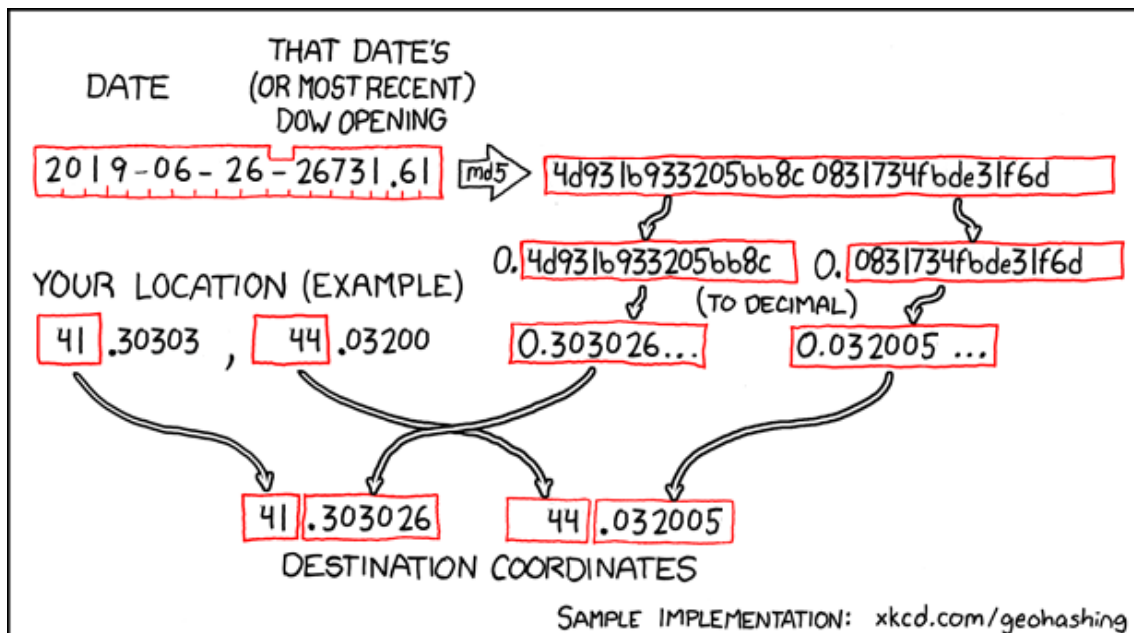 DATE
THAT DATE'S
(OR MOST RECENT)
DOW OPENING
2019-06-26-26731.61
md5
4d931b933205bb8c0831734fbde31f6d
0.4d931b933205bb8c
0.0831734fbde31f6d
(TO DECIMAL)
YOUR LOCATION (EXAMPLE)
41.30303, 44.03200
0.303026...
0.032005...
41.303026
44.032005
DESTINATION COORDINATES
SAMPLE IMPLEMENTATION: xkcd.com/geohashing